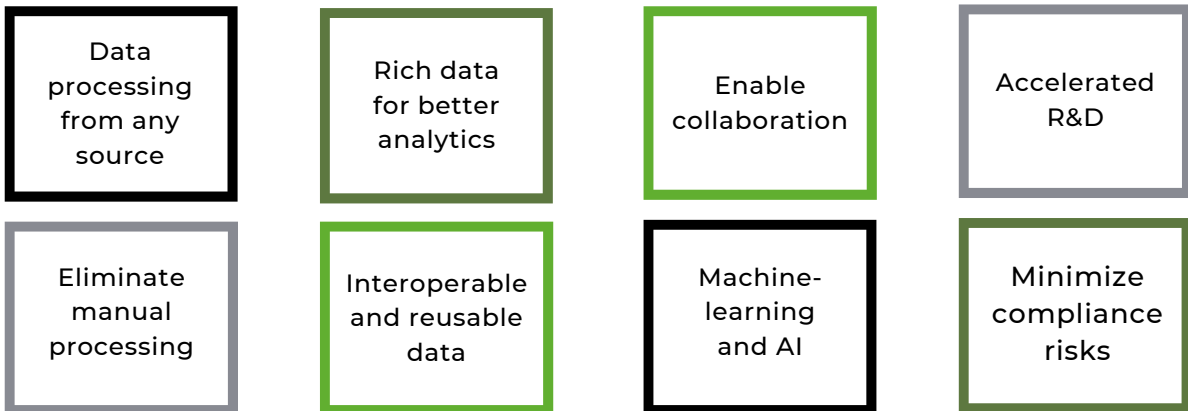 Data
processing
from any
source
Rich data
for better
analytics
Enable
collaboration
Accelerated
R&D
Eliminate
manual
processing
Interoperable
and reusable
data
Machine-
learning
and AI
Minimize
compliance
risks